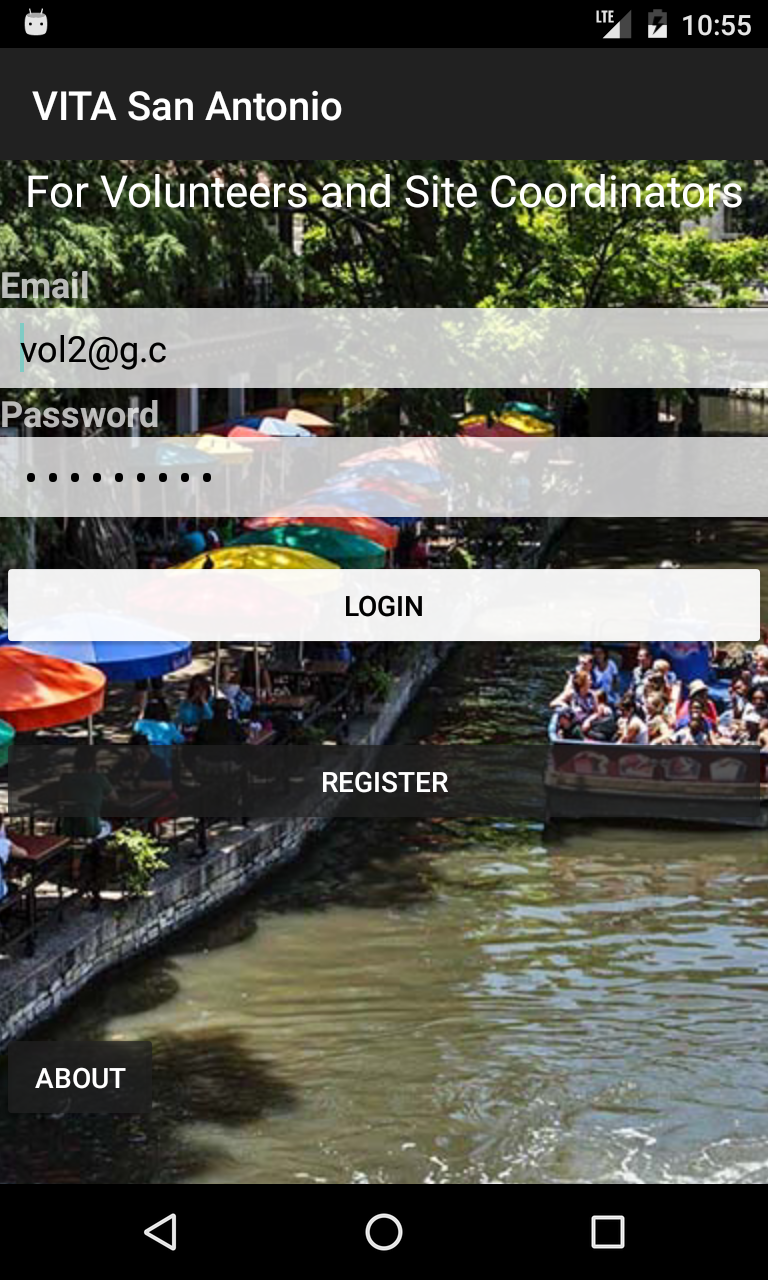 LTE 10:55
VITA San Antonio
For Volunteers and Site Coordinators
Email
vol2@g.c
Password
•••••••••
LOGIN
REGISTER
ABOUT